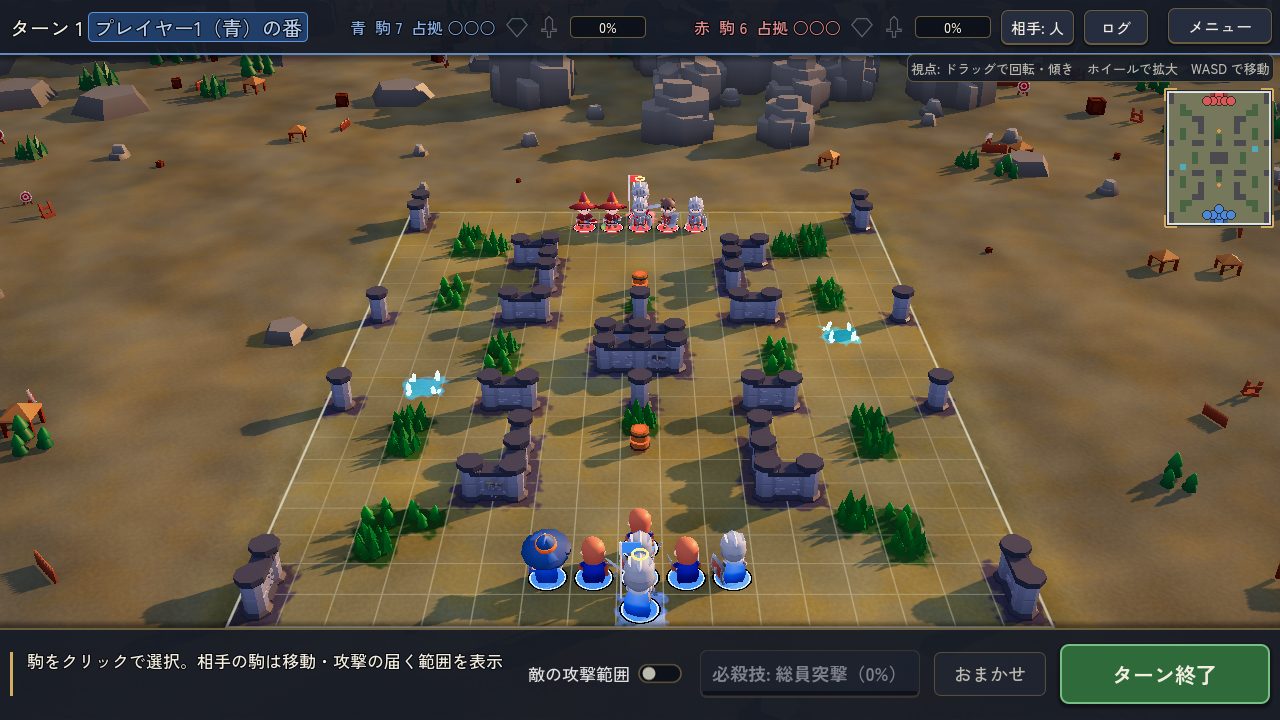 ターン 1 プレイヤー1（青）の番 青 駒 7 占拠 〇〇〇 0% 赤 駒 6 占拠 〇〇〇 0% 相手: 人 ログ メニュー
視点: ドラッグで回転・傾き ホイールで拡大 WASD で移動
駒をクリックで選択。相手の駒は移動・攻撃の届く範囲を表示
敵の攻撃範囲 必殺技: 総員突撃（0%） おまかせ ターン終了